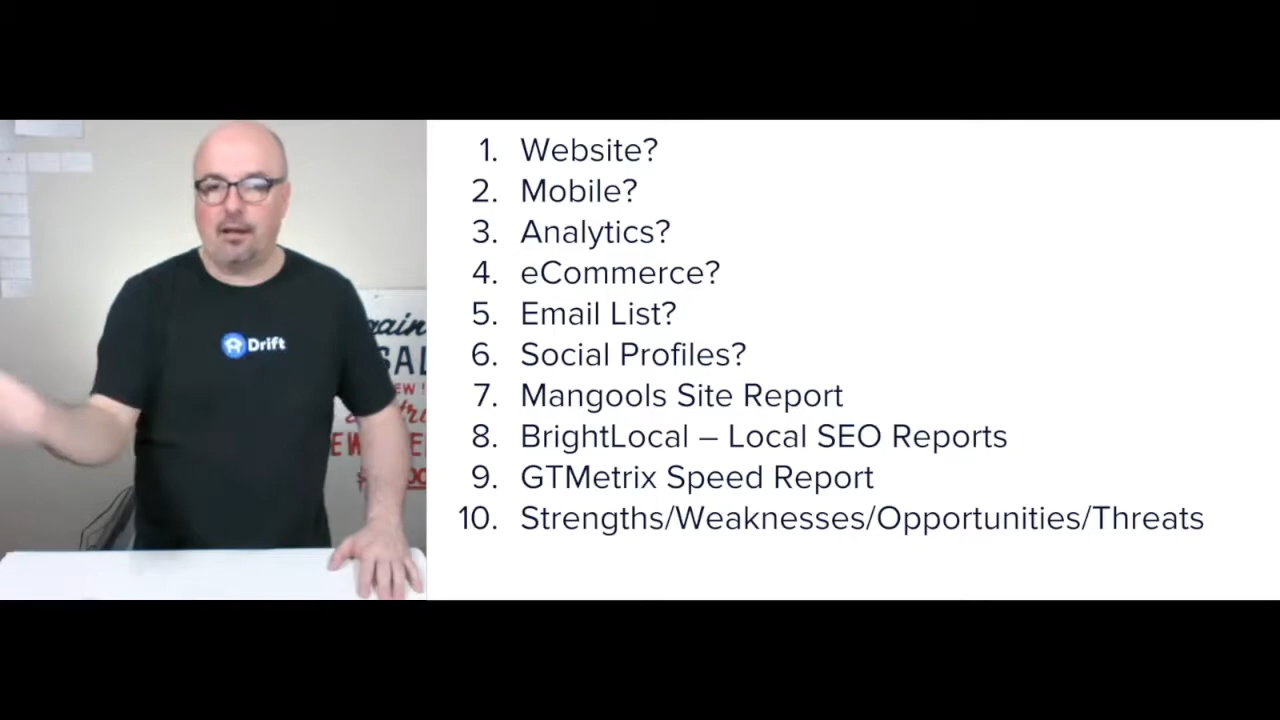 Drift
1. Website?
2. Mobile?
3. Analytics?
4. eCommerce?
5. Email List?
6. Social Profiles?
7. Mangools Site Report
8. BrightLocal – Local SEO Reports
9. GTMetrix Speed Report
10. Strengths/Weaknesses/Opportunities/Threats